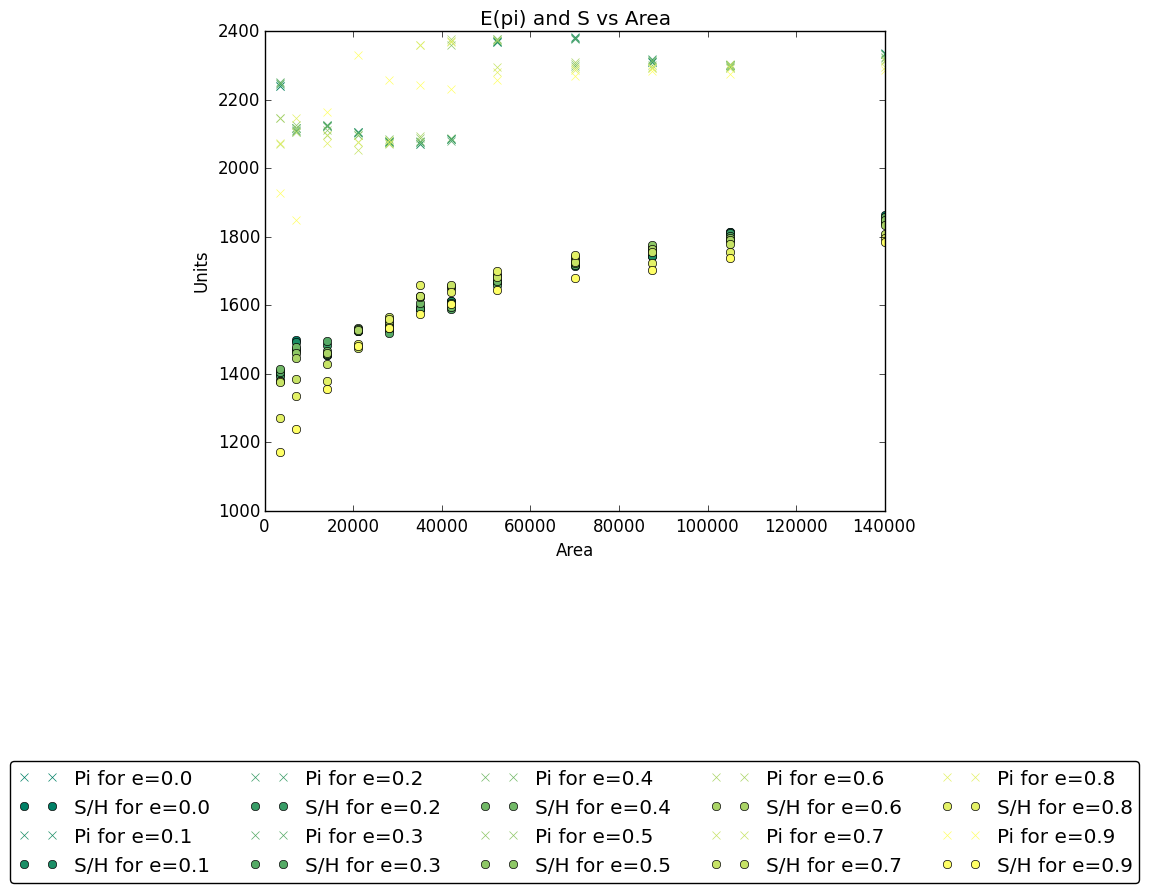 E(pi) and S vs Area
2400
2200
2000
1800
1600
1400
1200
1000
Units
0 20000 40000 60000 80000 100000 120000 140000
Area
Pi for e=0.0 Pi for e=0.2 Pi for e=0.4 Pi for e=0.6 Pi for e=0.8
S/H for e=0.0 S/H for e=0.2 S/H for e=0.4 S/H for e=0.6 S/H for e=0.8
Pi for e=0.1 Pi for e=0.3 Pi for e=0.5 Pi for e=0.7 Pi for e=0.9
S/H for e=0.1 S/H for e=0.3 S/H for e=0.5 S/H for e=0.7 S/H for e=0.9